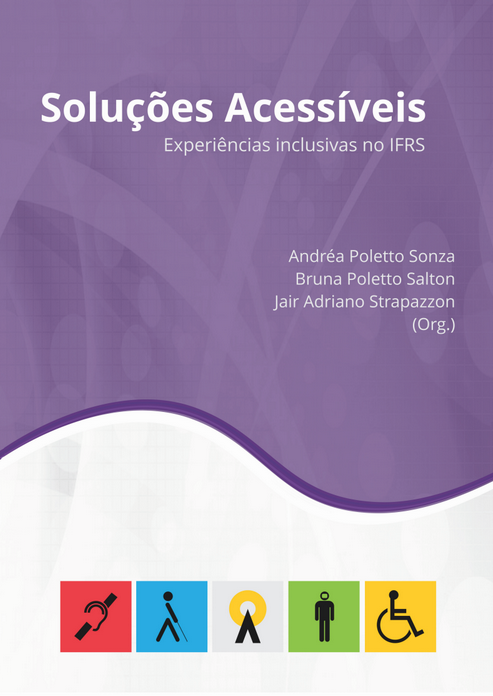 Soluções Acessíveis
Experiências inclusivas no IFRS
Andréa Poletto Sonza
Bruna Poletto Salton
Jair Adriano Strapazzon
(Org.)